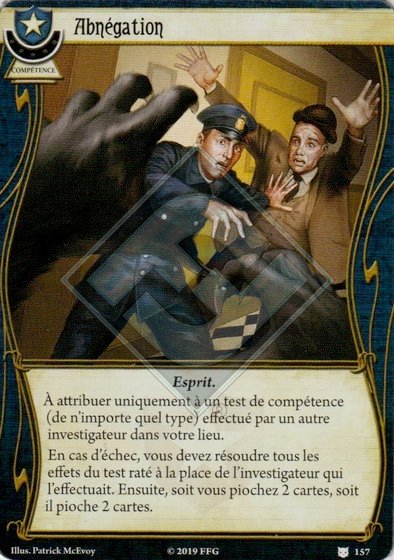 Abnégation
COMPÉTENCE
Esprit.
À attribuer uniquement à un test de compétence
(de n'importe quel type) effectué par un autre
investigateur dans votre lieu.
En cas d'échec, vous devez résoudre tous les
effets du test raté à la place de l'investigateur qui
l'effectuait. Ensuite, soit vous piochez 2 cartes, soit
il pioche 2 cartes.
Illus. Patrick McEvoy © 2019 FFG 157